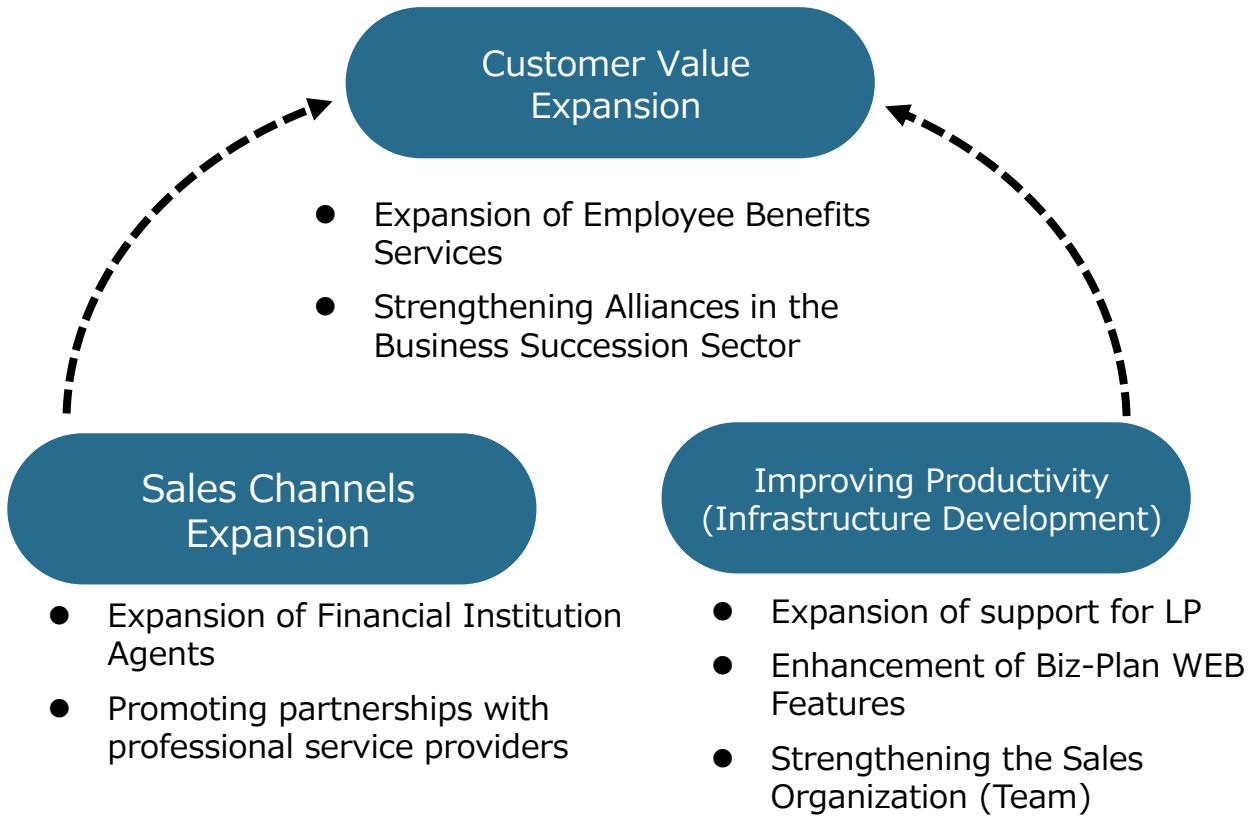 Customer Value
Expansion
● Expansion of Employee Benefits
Services
● Strengthening Alliances in the
Business Succession Sector
Sales Channels
Expansion
● Expansion of Financial Institution
Agents
● Promoting partnerships with
professional service providers
Improving Productivity
(Infrastructure Development)
● Expansion of support for LP
● Enhancement of Biz-Plan WEB
Features
● Strengthening the Sales
Organization (Team)